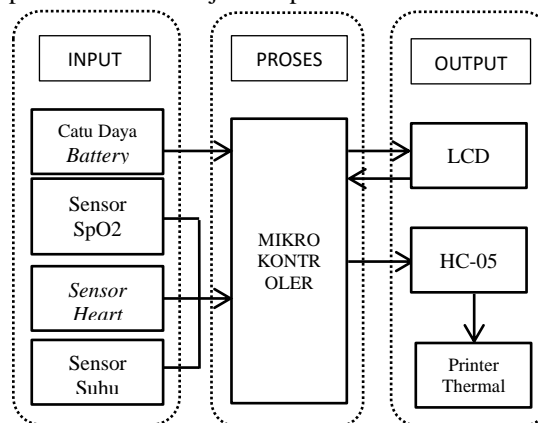 INPUT
PROSES
OUTPUT
Catu Daya
Battery
Sensor
SpO2
Sensor
Heart
Sensor
Suhu
MIKRO
KONTR
OLER
LCD
HC-05
Printer
Thermal